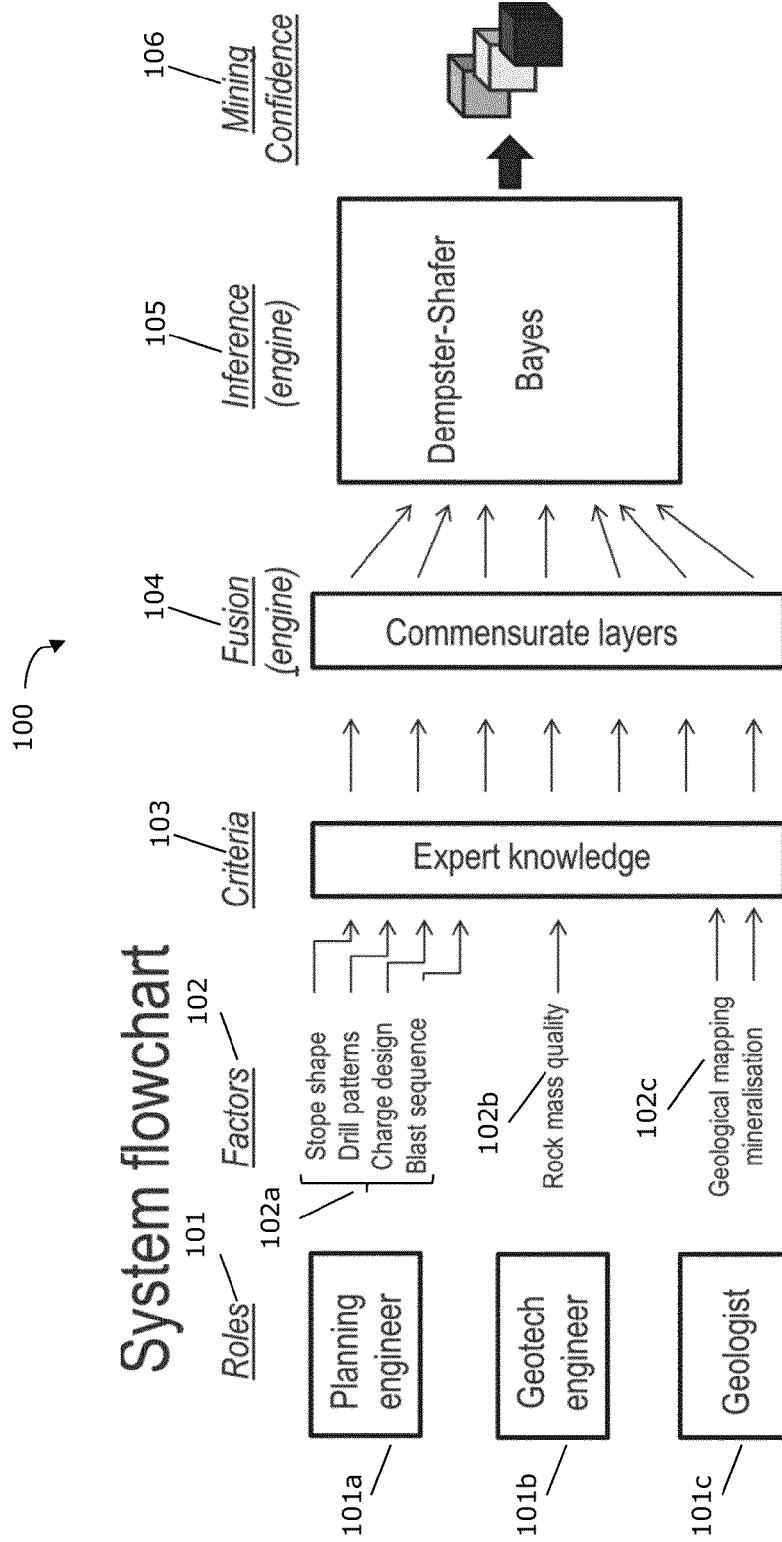 100
System flowchart
101
102
103
104
105
106
Roles
Factors
Criteria
Fusion
(engine)
Inference
(engine)
Mining
Confidence
101a
Planning
engineer
102a
Stope shape
Drill patterns
Charge design
Blast sequence
101b
Geotech
engineer
102b
Rock mass quality
101c
Geologist
102c
Geological mapping
mineralisation
Expert knowledge
Commensurate layers
Dempster-Shafer
Bayes